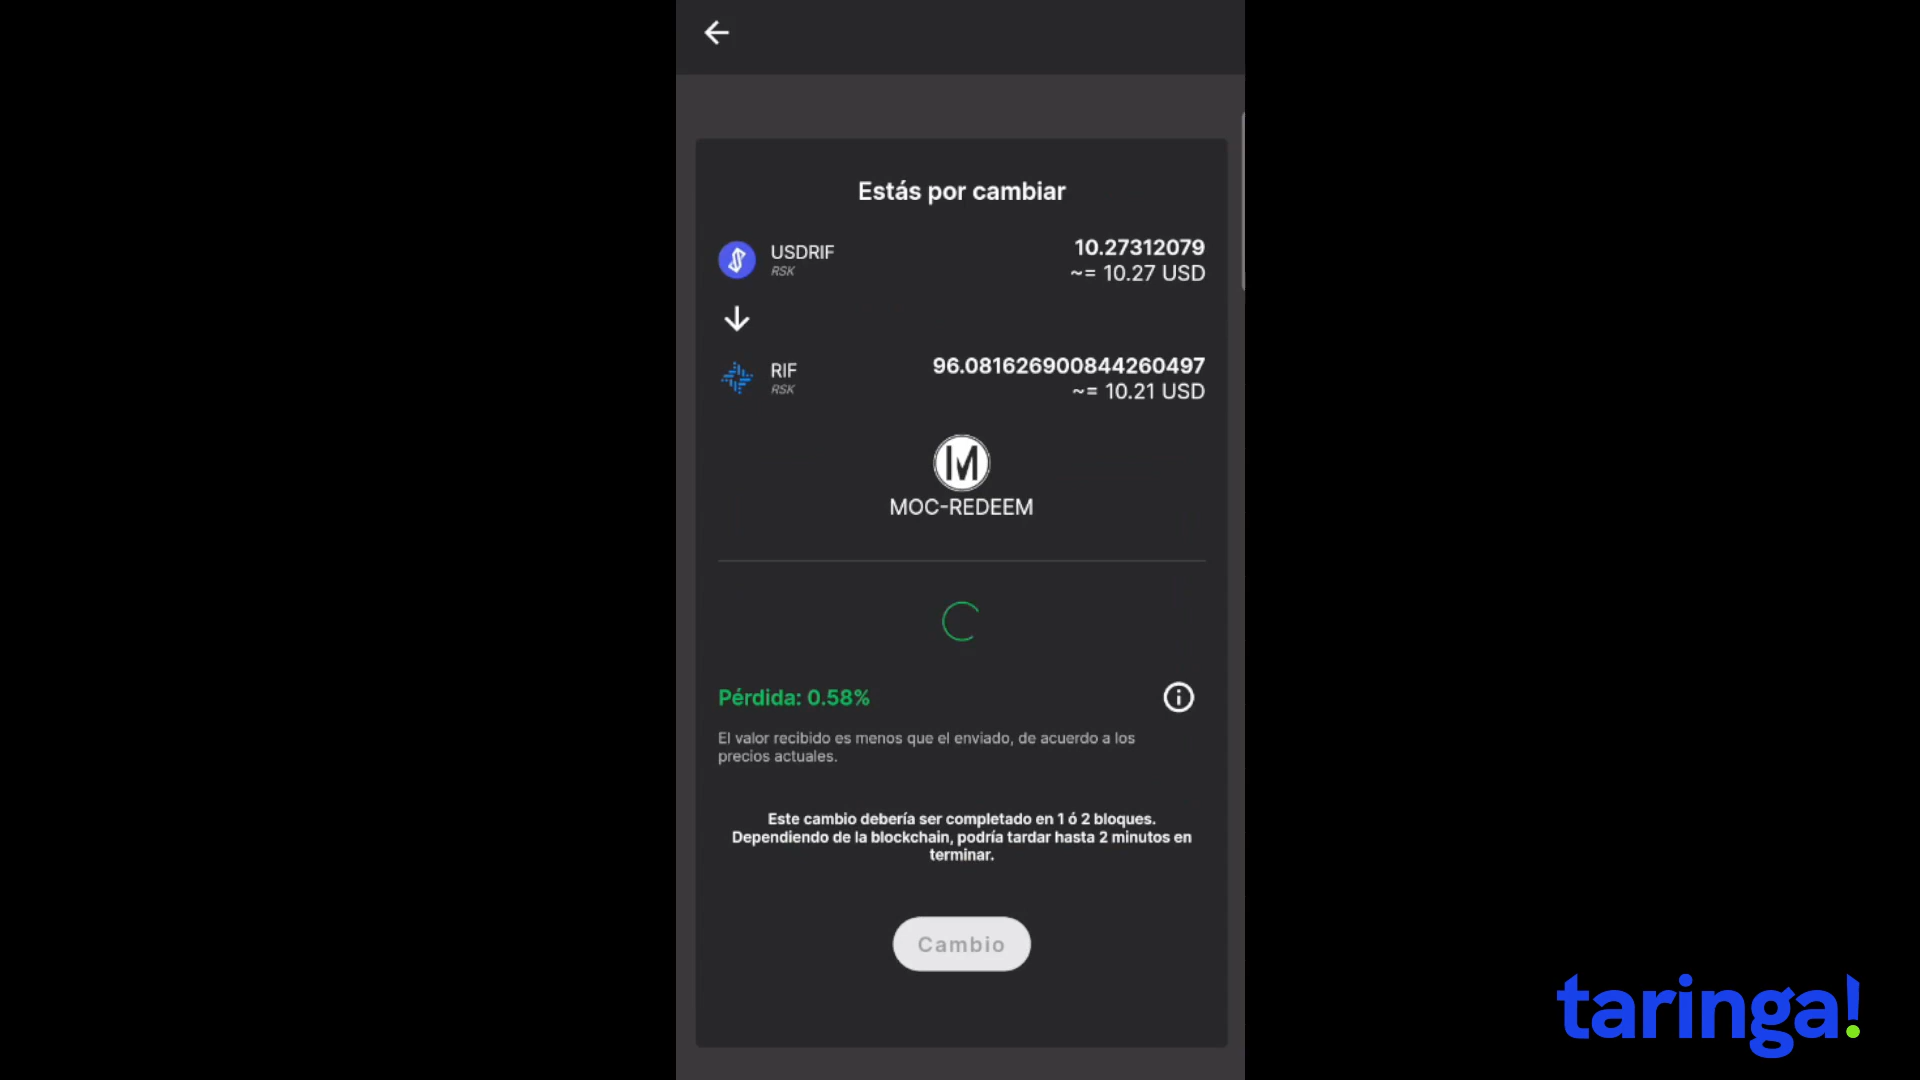 Estás por cambiar
USDRIF
RSK
10.27312079
~= 10.27 USD
RIF
RSK
96.081626900844260497
~= 10.21 USD
MOC-REDEEM
Pérdida: 0.58%
El valor recibido es menos que el enviado, de acuerdo a los
precios actuales.
Este cambio debería ser completado en 1 ó 2 bloques.
Dependiendo de la blockchain, podría tardar hasta 2 minutos en
terminar.
Cambio
taringa!